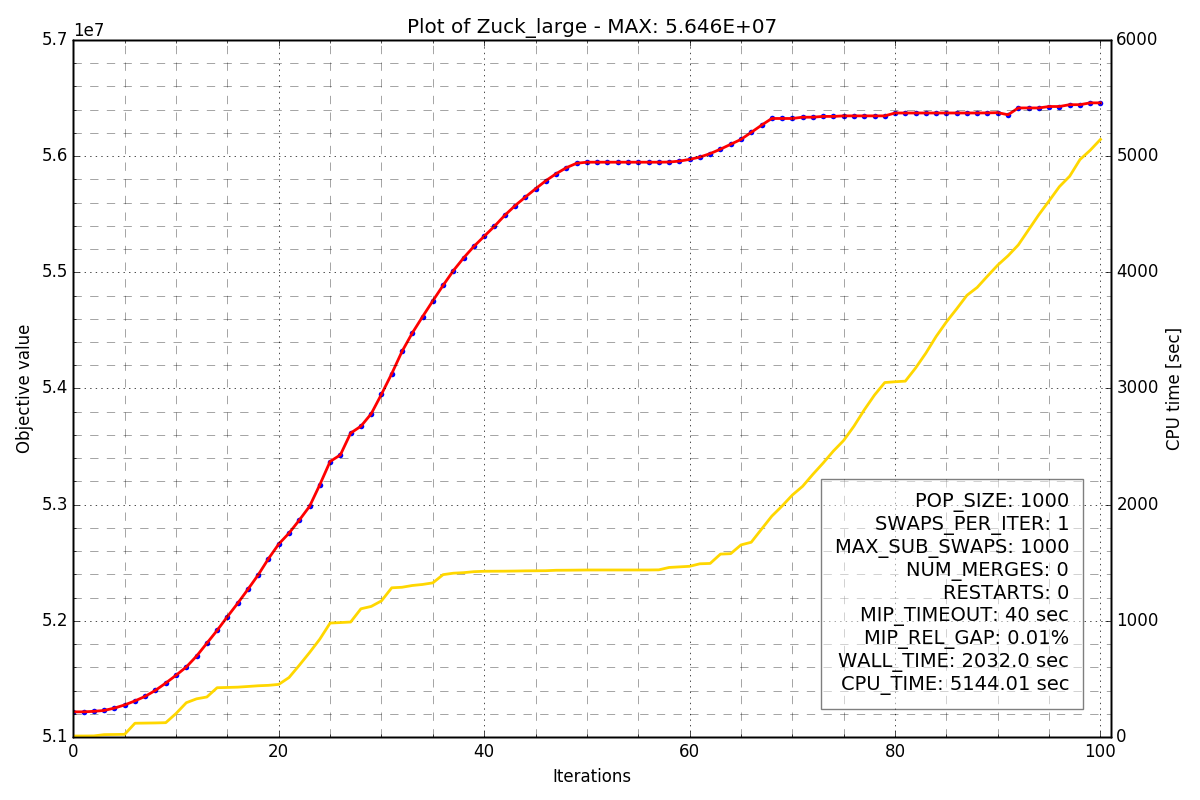 Plot of Zuck_large - MAX: 5.646E+07
1e7
5.7
5.6
5.5
5.4
5.3
5.2
5.1
Objective value
6000
5000
4000
3000
2000
1000
0
CPU time [sec]
POP_SIZE: 1000
SWAPS_PER_ITER: 1
MAX_SUB_SWAPS: 1000
NUM_MERGES: 0
RESTARTS: 0
MIP_TIMEOUT: 40 sec
MIP_REL_GAP: 0.01%
WALL_TIME: 2032.0 sec
CPU_TIME: 5144.01 sec
0 20 40 60 80 100
Iterations